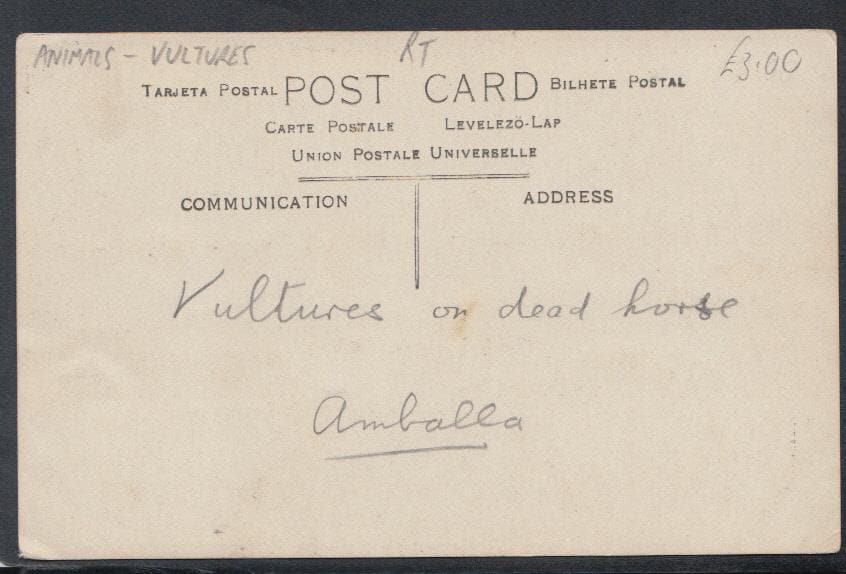 ANIMALS - VULTURES RT £3.00
TARJETA POSTAL POST CARD BILHETE POSTAL
CARTE POSTALE LEVELEZÖ-LAP
UNION POSTALE UNIVERSELLE
COMMUNICATION ADDRESS
Vultures on dead horse
Amballa